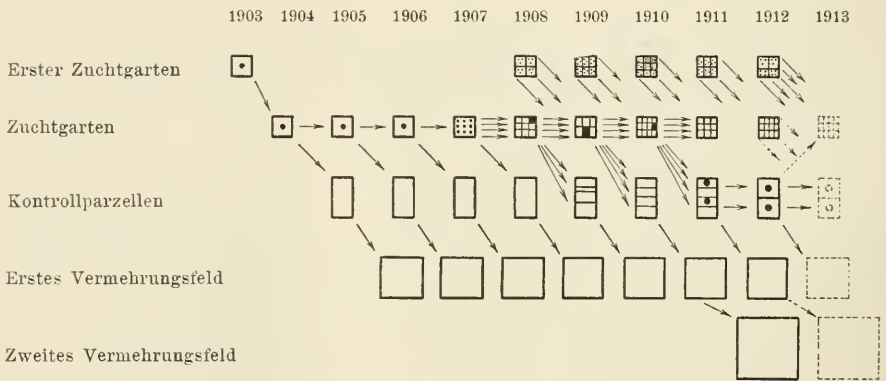 1903 1904 1905 1906 1907 1908 1909 1910 1911 1912 1913
Erster Zuchtgarten
Zuchtgarten
Kontrollparzellen
Erstes Vermehrungsfeld
Zweites Vermehrungsfeld